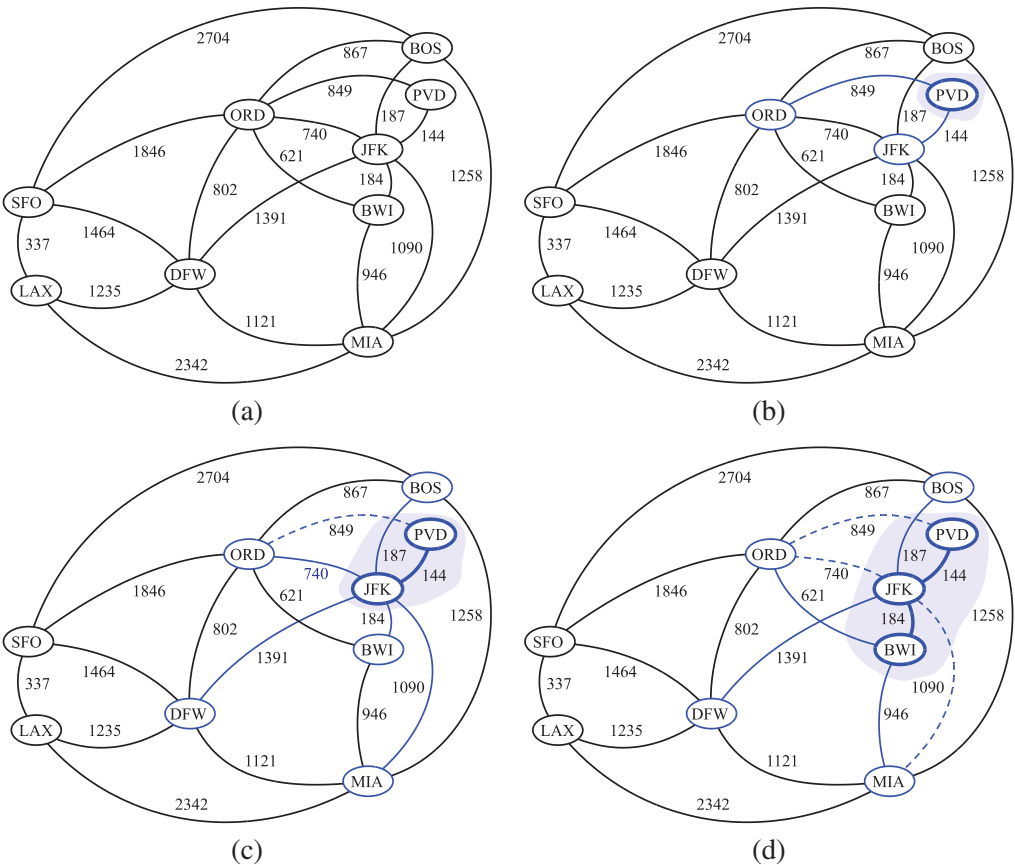 2704
BOS
867
PVD
849
ORD
187
144
740
JFK
1846
621
184
1258
802
SFO
BWI
1391
1464
337
1090
DFW
946
LAX
1235
1121
MIA
2342
(a)
2704
BOS
867
PVD
849
ORD
187
144
740
JFK
1846
621
184
1258
802
SFO
BWI
1391
1464
337
1090
DFW
946
LAX
1235
1121
MIA
2342
(b)
2704
BOS
867
PVD
849
ORD
187
740
144
JFK
1846
621
184
1258
802
SFO
BWI
1391
1464
337
1090
DFW
946
LAX
1235
1121
MIA
2342
(c)
2704
BOS
867
PVD
849
ORD
187
740
144
JFK
1846
621
184
1258
802
SFO
BWI
1391
1464
337
1090
DFW
946
LAX
1235
1121
MIA
2342
(d)